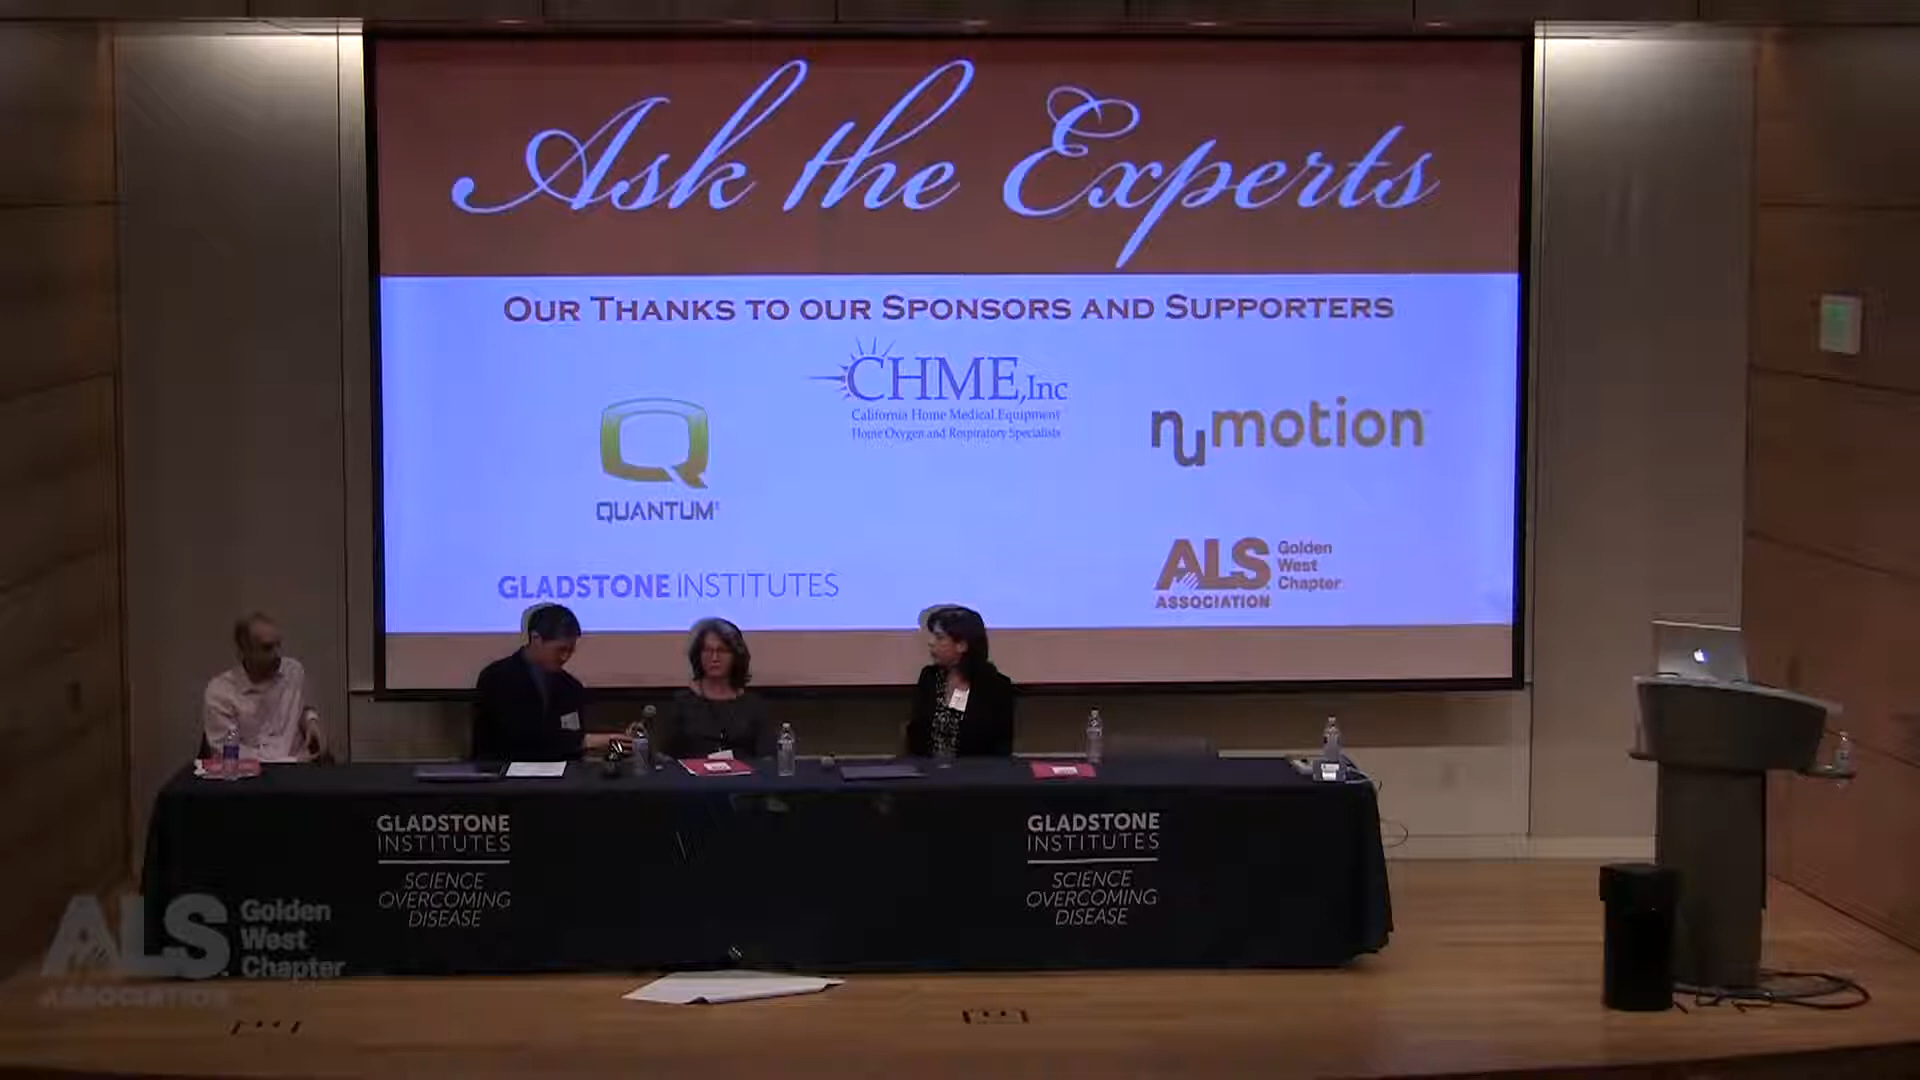 Ask the Experts
OUR THANKS TO OUR SPONSORS AND SUPPORTERS
CHME, Inc
California Home Medical Equipment
Home Oxygen and Respiratory Specialists
numotion
QUANTUM
ALS Golden
West
Chapter
ASSOCIATION
GLADSTONE INSTITUTES
GLADSTONE
INSTITUTES
SCIENCE
OVERCOMING
DISEASE
GLADSTONE
INSTITUTES
SCIENCE
OVERCOMING
DISEASE
ALS Golden
West
Chapter
ASSOCIATION